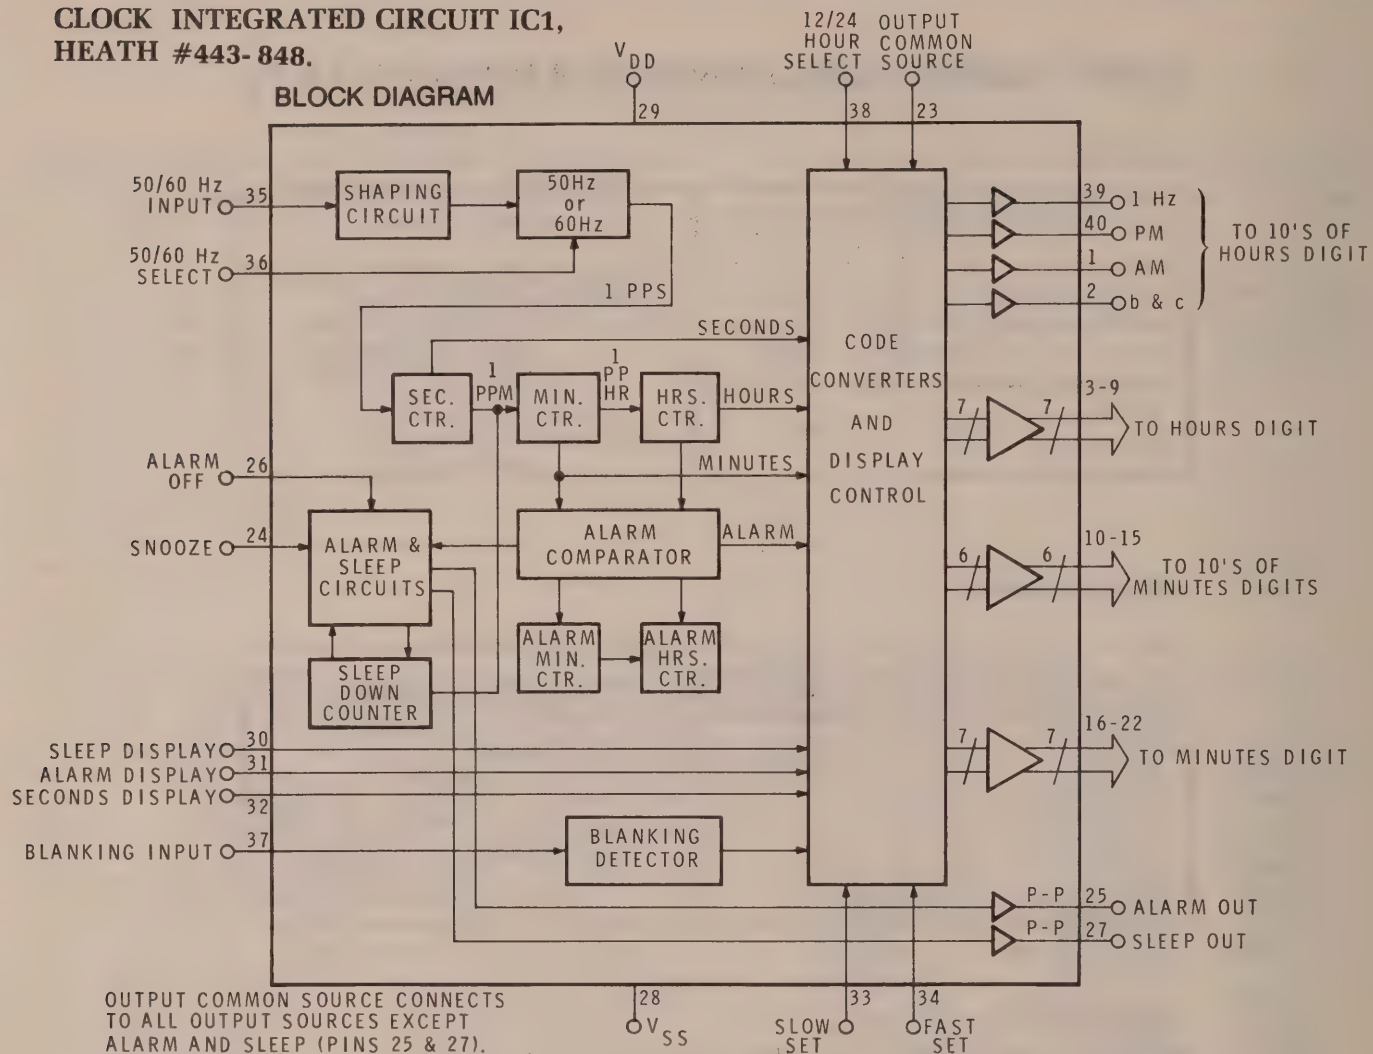 CLOCK INTEGRATED CIRCUIT IC1,
HEATH #443-848.
BLOCK DIAGRAM
V DD
29
12/24
HOUR
SELECT
38
OUTPUT
COMMON
SOURCE
23
50/60 Hz
INPUT
35
SHAPING
CIRCUIT
50Hz
or
60Hz
50/60 Hz
SELECT
36
1 PPS
39
1 Hz
40
PM
1
AM
2
b & c
TO 10'S OF
HOURS DIGIT
SECONDS
SEC.
CTR.
1
PPM
MIN.
CTR.
1
PP
HR
HRS.
CTR.
HOURS
MINUTES
CODE
CONVERTERS
AND
DISPLAY
CONTROL
7
7
3-9
TO HOURS DIGIT
ALARM
OFF
26
SNOOZE
24
ALARM &
SLEEP
CIRCUITS
ALARM
COMPARATOR
ALARM
6
6
10-15
TO 10'S OF
MINUTES DIGITS
SLEEP
DOWN
COUNTER
ALARM
MIN.
CTR.
ALARM
HRS.
CTR.
7
7
16-22
TO MINUTES DIGIT
SLEEP DISPLAY
30
ALARM DISPLAY
31
SECONDS DISPLAY
32
BLANKING INPUT
37
BLANKING
DETECTOR
P-P
25
ALARM OUT
P-P
27
SLEEP OUT
OUTPUT COMMON SOURCE CONNECTS
TO ALL OUTPUT SOURCES EXCEPT
ALARM AND SLEEP (PINS 25 & 27).
28
V SS
33
SLOW
SET
34
FAST
SET